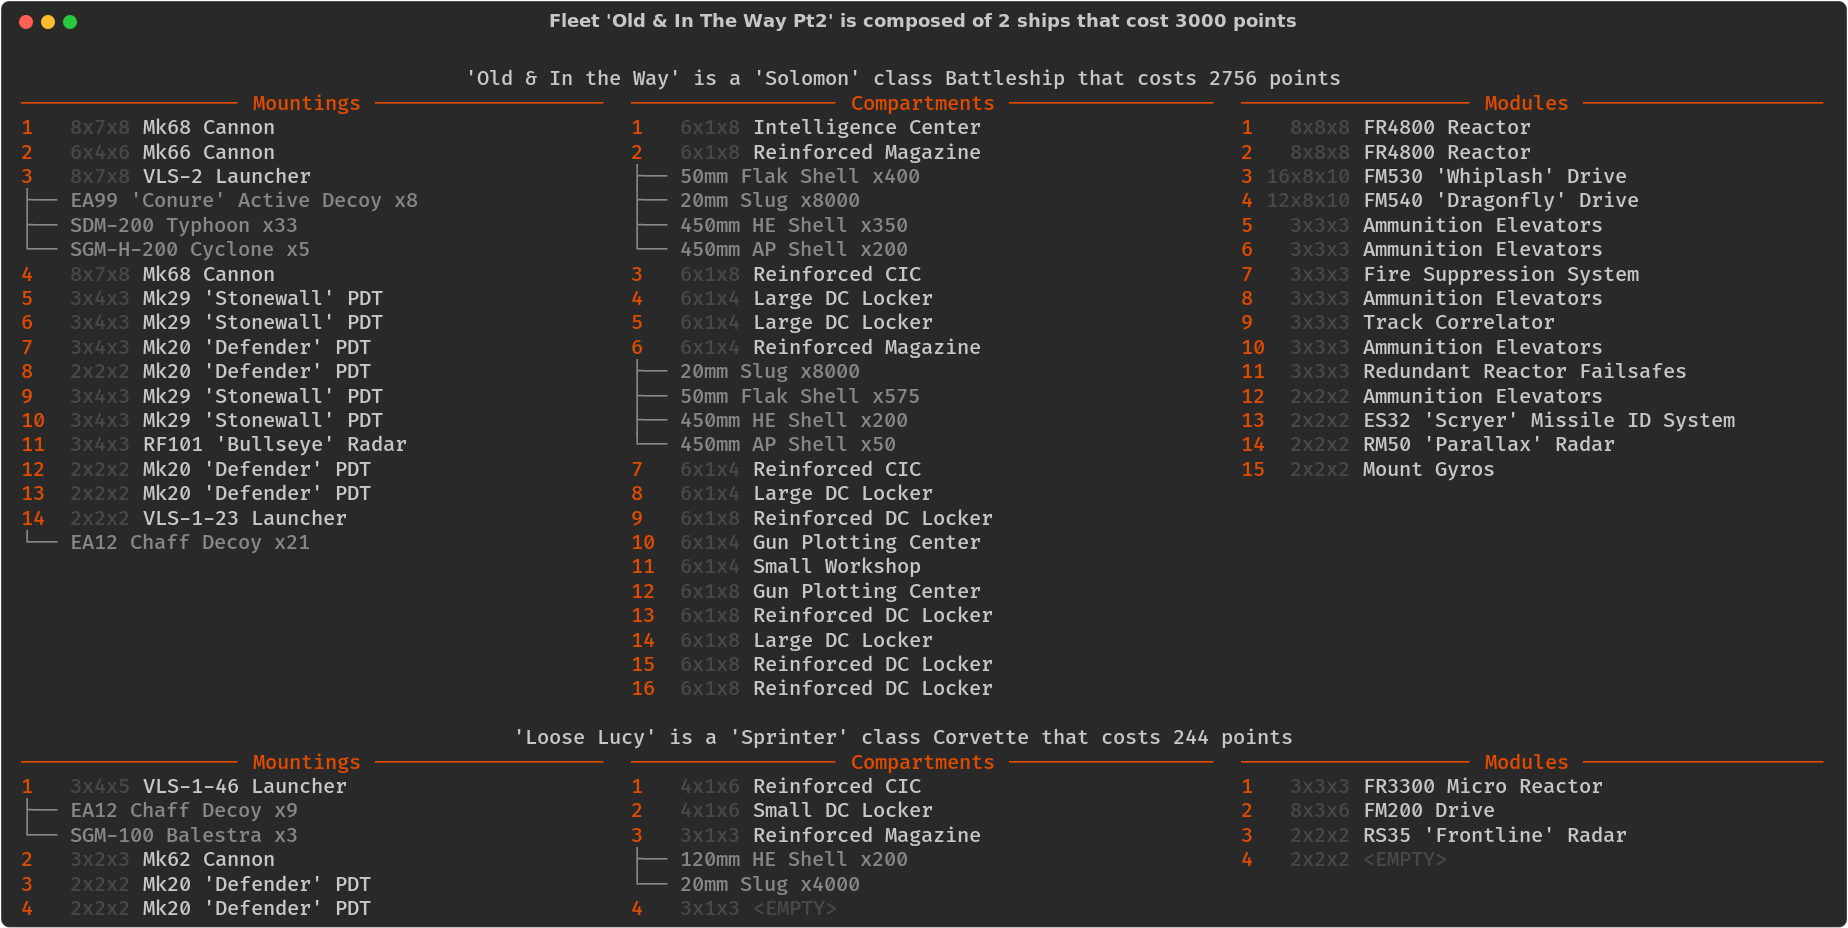 Fleet 'Old & In The Way Pt2' is composed of 2 ships that cost 3000 points
'Old & In the Way' is a 'Solomon' class Battleship that costs 2756 points
Mountings
1 8x7x8 Mk68 Cannon
2 6x4x6 Mk66 Cannon
3 8x7x8 VLS-2 Launcher
├── EA99 'Conure' Active Decoy x8
├── SDM-200 Typhoon x33
└── SGM-H-200 Cyclone x5
4 8x7x8 Mk68 Cannon
5 3x4x3 Mk29 'Stonewall' PDT
6 3x4x3 Mk29 'Stonewall' PDT
7 3x4x3 Mk20 'Defender' PDT
8 2x2x2 Mk20 'Defender' PDT
9 3x4x3 Mk29 'Stonewall' PDT
10 3x4x3 Mk29 'Stonewall' PDT
11 3x4x3 RF101 'Bullseye' Radar
12 2x2x2 Mk20 'Defender' PDT
13 2x2x2 Mk20 'Defender' PDT
14 2x2x2 VLS-1-23 Launcher
└── EA12 Chaff Decoy x21
Compartments
1 6x1x8 Intelligence Center
2 6x1x8 Reinforced Magazine
├── 50mm Flak Shell x400
├── 20mm Slug x8000
├── 450mm HE Shell x350
└── 450mm AP Shell x200
3 6x1x8 Reinforced CIC
4 6x1x4 Large DC Locker
5 6x1x4 Large DC Locker
6 6x1x4 Reinforced Magazine
├── 20mm Slug x8000
├── 50mm Flak Shell x575
├── 450mm HE Shell x200
└── 450mm AP Shell x50
7 6x1x4 Reinforced CIC
8 6x1x4 Large DC Locker
9 6x1x8 Reinforced DC Locker
10 6x1x4 Gun Plotting Center
11 6x1x4 Small Workshop
12 6x1x8 Gun Plotting Center
13 6x1x8 Reinforced DC Locker
14 6x1x8 Large DC Locker
15 6x1x8 Reinforced DC Locker
16 6x1x8 Reinforced DC Locker
Modules
1 8x8x8 FR4800 Reactor
2 8x8x8 FR4800 Reactor
3 16x8x10 FM530 'Whiplash' Drive
4 12x8x10 FM540 'Dragonfly' Drive
5 3x3x3 Ammunition Elevators
6 3x3x3 Ammunition Elevators
7 3x3x3 Fire Suppression System
8 3x3x3 Ammunition Elevators
9 3x3x3 Track Correlator
10 3x3x3 Ammunition Elevators
11 3x3x3 Redundant Reactor Failsafes
12 2x2x2 Ammunition Elevators
13 2x2x2 ES32 'Scryer' Missile ID System
14 2x2x2 RM50 'Parallax' Radar
15 2x2x2 Mount Gyros
'Loose Lucy' is a 'Sprinter' class Corvette that costs 244 points
Mountings
1 3x4x5 VLS-1-46 Launcher
├── EA12 Chaff Decoy x9
└── SGM-100 Balestra x3
2 3x2x3 Mk62 Cannon
3 2x2x2 Mk20 'Defender' PDT
4 2x2x2 Mk20 'Defender' PDT
Compartments
1 4x1x6 Reinforced CIC
2 4x1x6 Small DC Locker
3 3x1x3 Reinforced Magazine
├── 120mm HE Shell x200
└── 20mm Slug x4000
4 3x1x3 <EMPTY>
Modules
1 3x3x3 FR3300 Micro Reactor
2 8x3x6 FM200 Drive
3 2x2x2 RS35 'Frontline' Radar
4 2x2x2 <EMPTY>